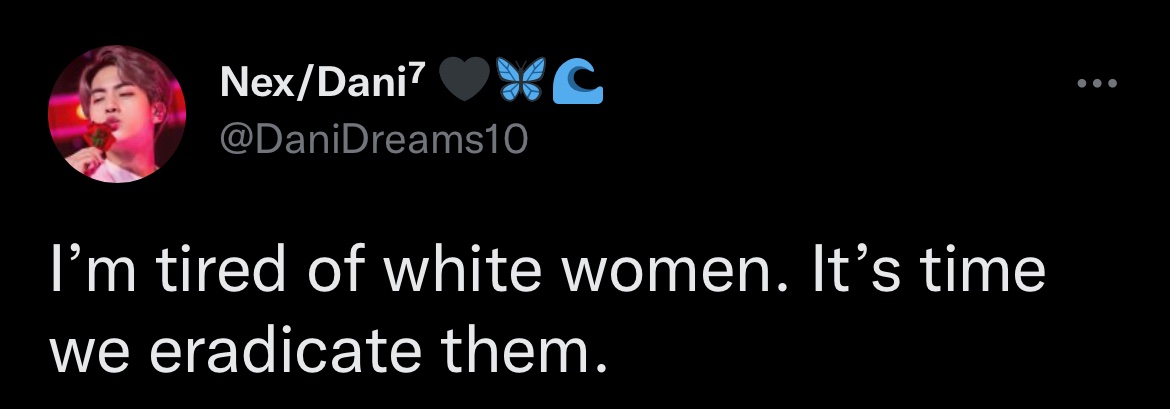 Nex/Dani⁷ 🖤🦋🌊
@DaniDreams10
I’m tired of white women. It’s time
we eradicate them.